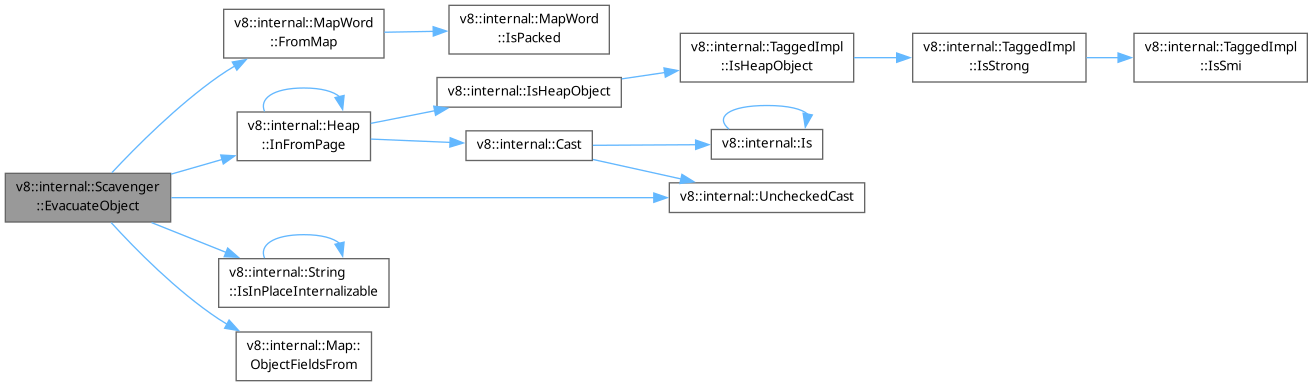 v8::internal::Scavenger
::EvacuateObject
v8::internal::MapWord
::FromMap
v8::internal::MapWord
::IsPacked
v8::internal::Heap
::InFromPage
v8::internal::IsHeapObject
v8::internal::TaggedImpl
::IsHeapObject
v8::internal::TaggedImpl
::IsStrong
v8::internal::TaggedImpl
::IsSmi
v8::internal::Cast
v8::internal::Is
v8::internal::UncheckedCast
v8::internal::String
::IsInPlaceInternalizable
v8::internal::Map::
ObjectFieldsFrom